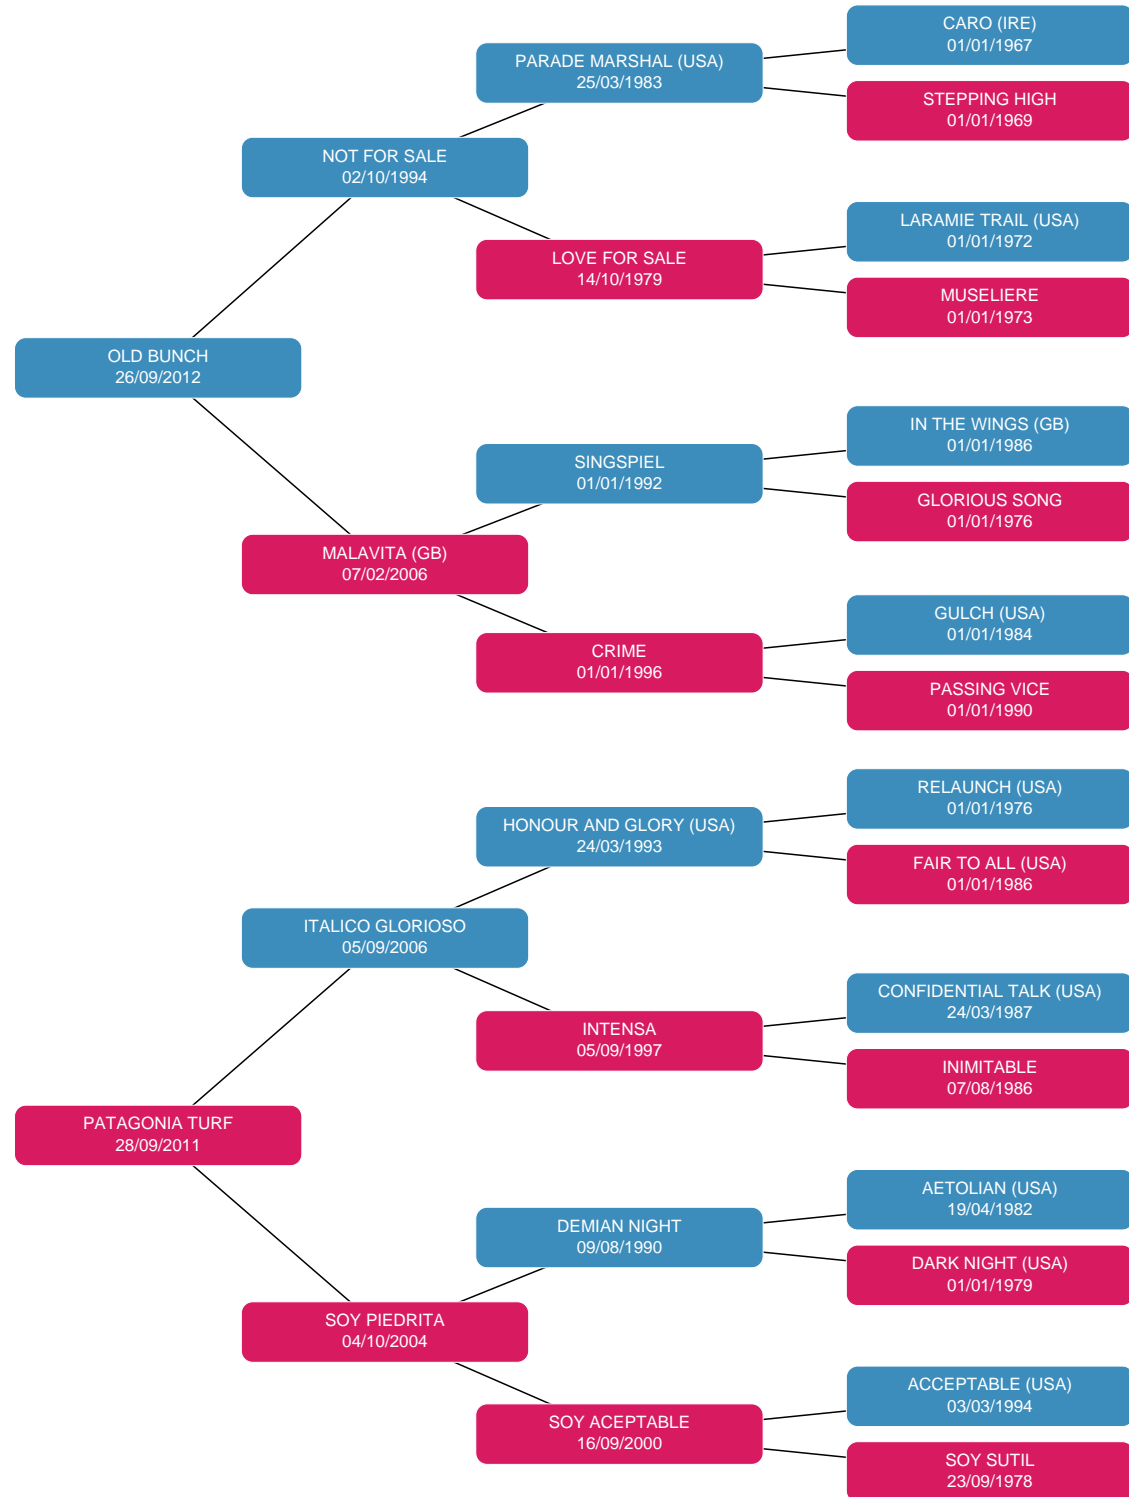 CARO (IRE)
01/01/1967
PARADE MARSHAL (USA)
25/03/1983
STEPPING HIGH
01/01/1969
NOT FOR SALE
02/10/1994
LARAMIE TRAIL (USA)
01/01/1972
LOVE FOR SALE
14/10/1979
MUSELIERE
01/01/1973
OLD BUNCH
26/09/2012
IN THE WINGS (GB)
01/01/1986
SINGSPIEL
01/01/1992
GLORIOUS SONG
01/01/1976
MALAVITA (GB)
07/02/2006
GULCH (USA)
01/01/1984
CRIME
01/01/1996
PASSING VICE
01/01/1990
RELAUNCH (USA)
01/01/1976
HONOUR AND GLORY (USA)
24/03/1993
FAIR TO ALL (USA)
01/01/1986
ITALICO GLORIOSO
05/09/2006
CONFIDENTIAL TALK (USA)
24/03/1987
INTENSA
05/09/1997
INIMITABLE
07/08/1986
PATAGONIA TURF
28/09/2011
AETOLIAN (USA)
19/04/1982
DEMIAN NIGHT
09/08/1990
DARK NIGHT (USA)
01/01/1979
SOY PIEDRITA
04/10/2004
ACCEPTABLE (USA)
03/03/1994
SOY ACEPTABLE
16/09/2000
SOY SUTIL
23/09/1978